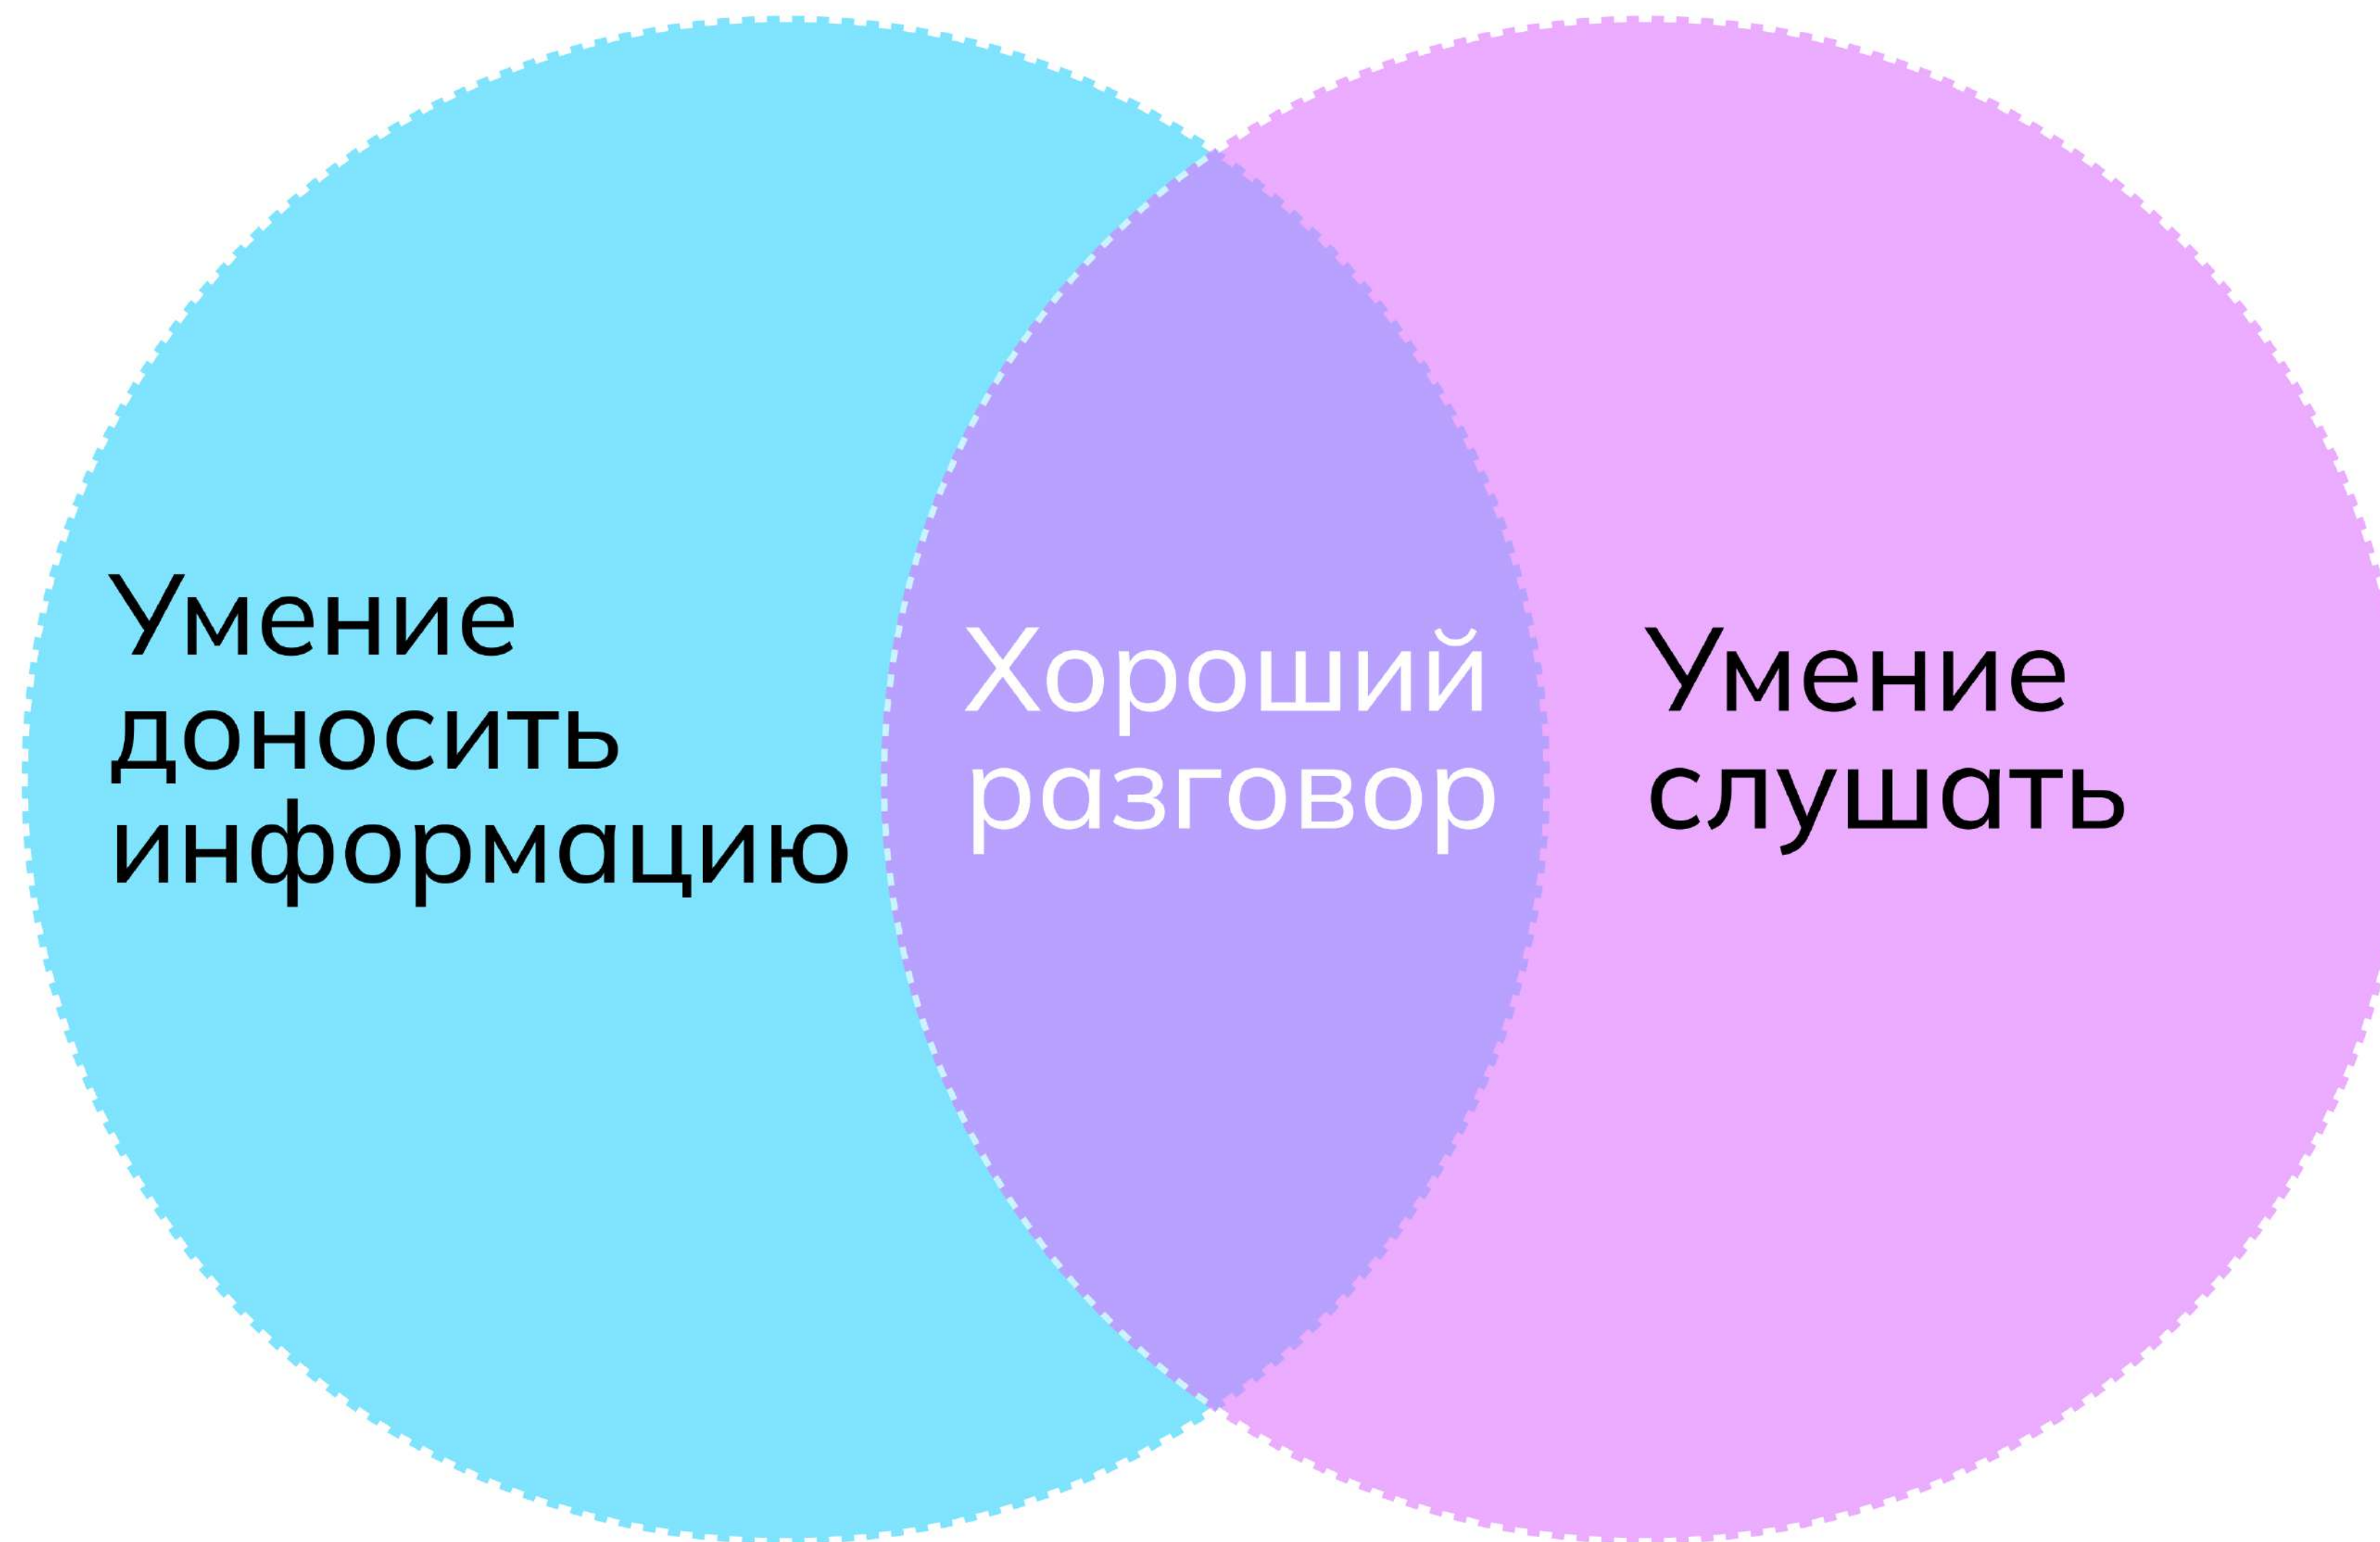 Умение
доносить
информацию
Хороший
разговор
Умение
слушать